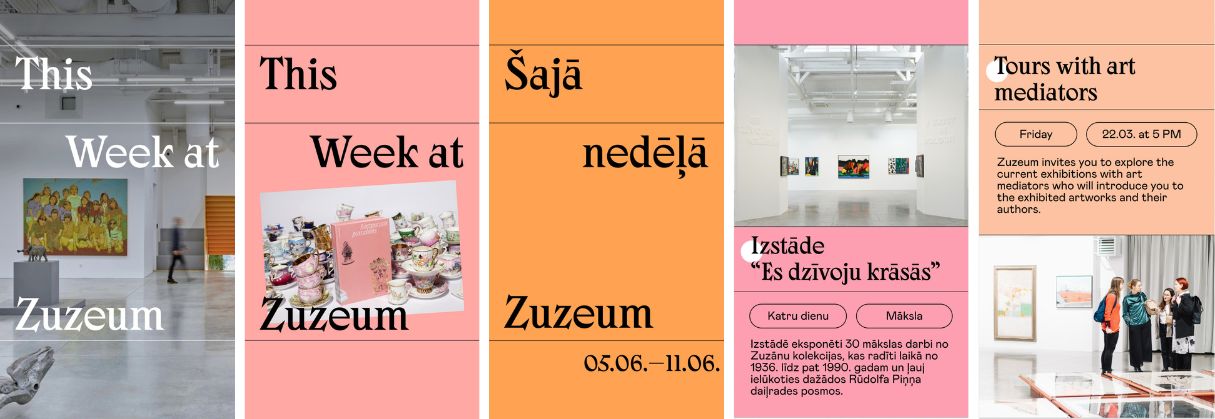 This
Week at
Zuzeum
This
Week at
Zuzeum
Šajā
nedēļā
Zuzeum
05.06.—11.06.
Izstāde
“Es dzīvoju krāsās”
Katru dienu
Māksla
Izstādē eksponēti 30 mākslas darbi no
Zuzānu kolekcijas, kas radīti laikā no
1936. līdz pat 1990. gadam un ļauj
ielūkoties dažādos Rūdolfa Piņņa
daiļrades posmos.
Tours with art
mediators
Friday
22.03. at 5 PM
Zuzeum invites you to explore the
current exhibitions with art
mediators who will introduce you to
the exhibited artworks and their
authors.